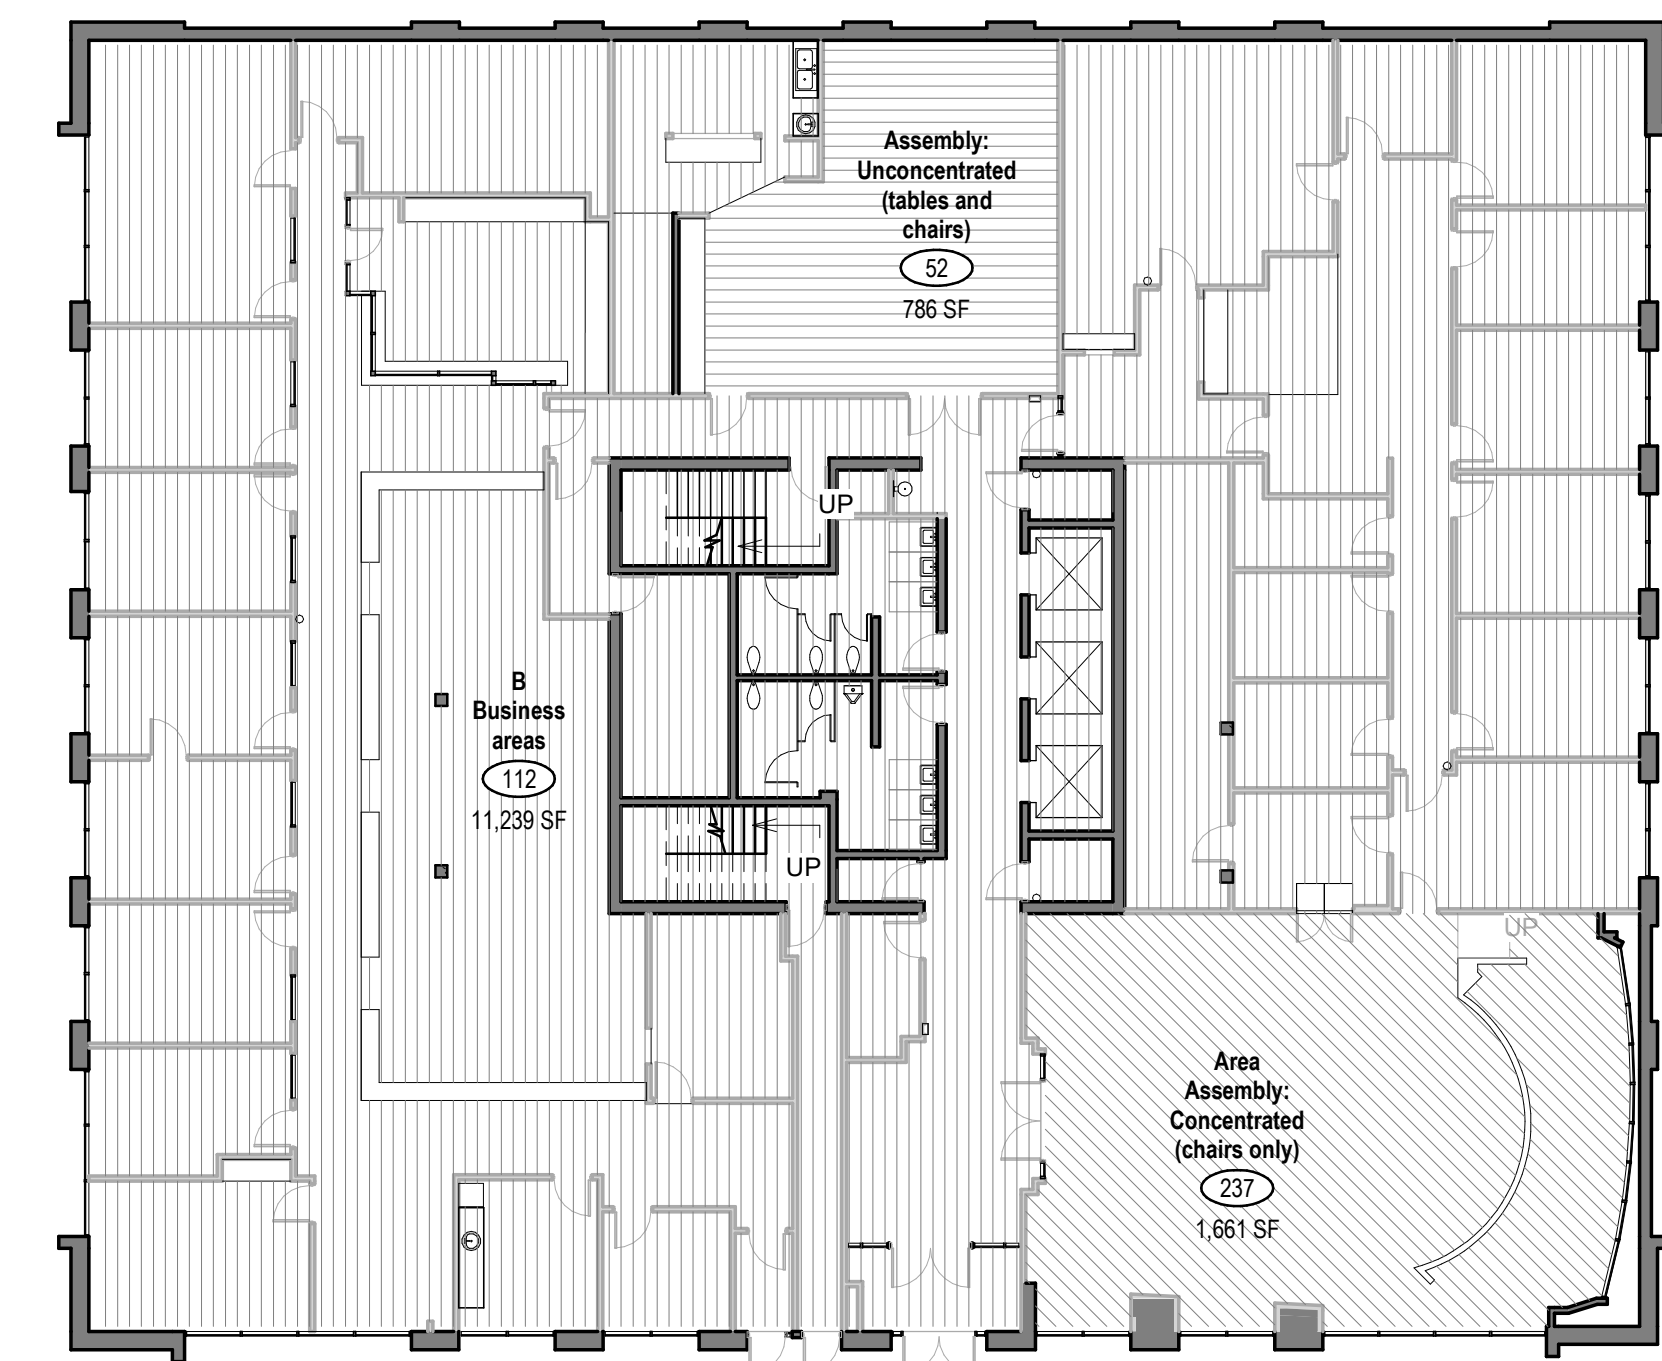 Assembly:
Unconcentrated
(tables and
chairs)
52
786 SF
UP
B
Business
areas
112
11,239 SF
UP
UP
Area
Assembly:
Concentrated
(chairs only)
237
1,661 SF